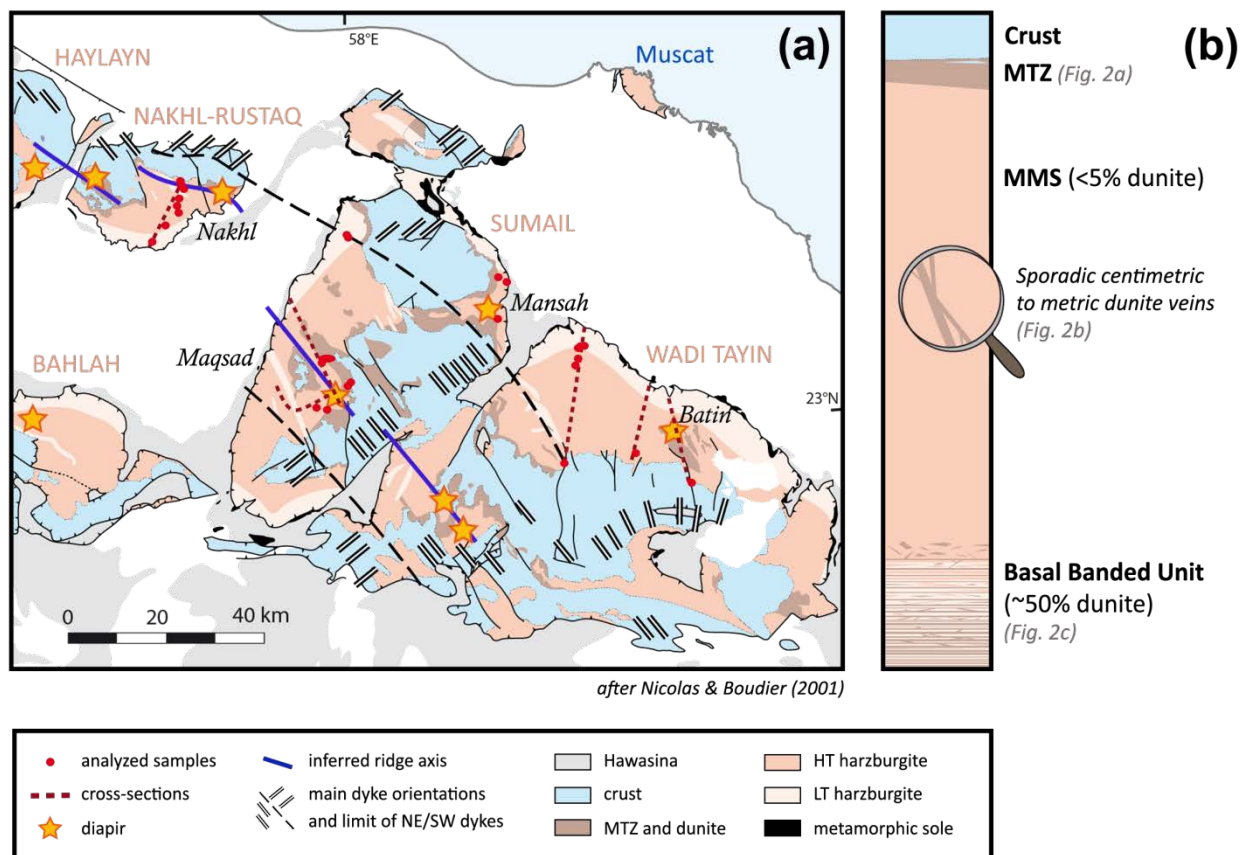 HAYLAYN
58°E
(a)
Muscat
NAKHL-RUSTAQ
Nakhl
SUMAIL
Mansah
Maqsad
BAHLAH
WADI TAYIN
23°N
Batin
0 20 40 km
after Nicolas & Boudier (2001)
(b)
Crust
MTZ (Fig. 2a)
MMS (<5% dunite)
Sporadic centimetric
to metric dunite veins
(Fig. 2b)
Basal Banded Unit
(~50% dunite)
(Fig. 2c)
analyzed samples
cross-sections
diapir
inferred ridge axis
main dyke orientations
and limit of NE/SW dykes
Hawasina
crust
MTZ and dunite
HT harzburgite
LT harzburgite
metamorphic sole